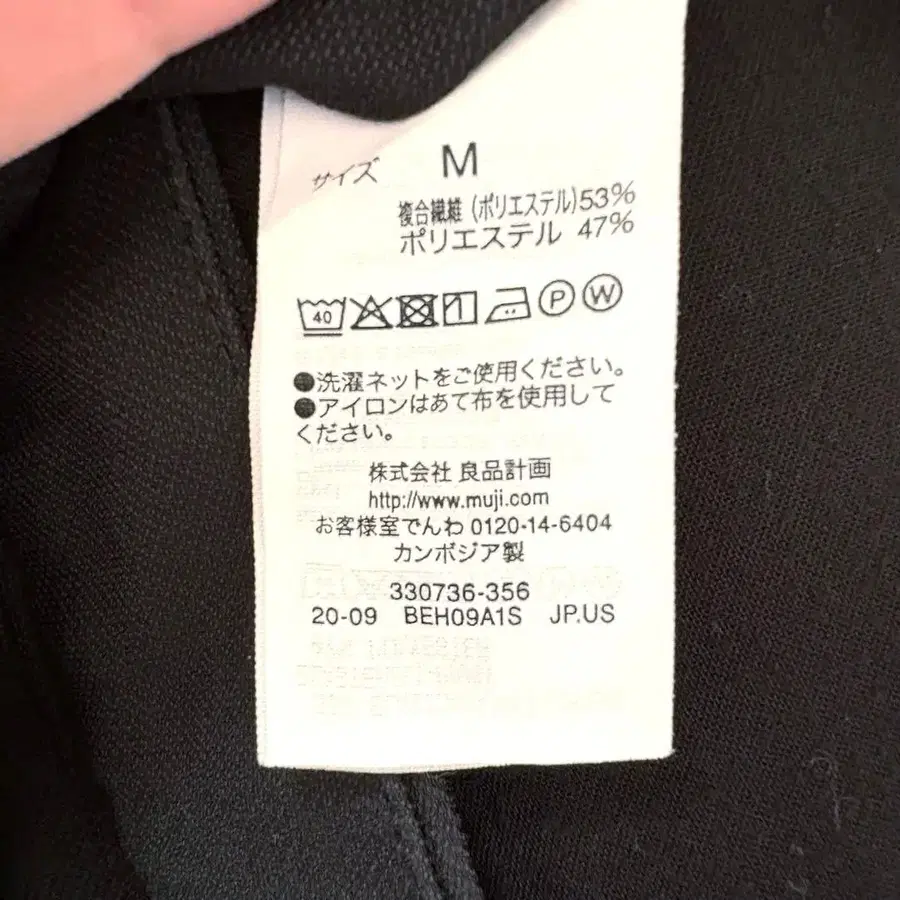 サイズ M
複合繊維 (ポリエステル)53%
ポリエステル 47%
40 P W
●洗濯ネットをご使用ください。
●アイロンはあて布を使用して
ください。
株式会社 良品計画
http://www.muji.com
お客様室でんわ 0120-14-6404
カンボジア製
330736-356
20-09 BEH09A1S JP.US